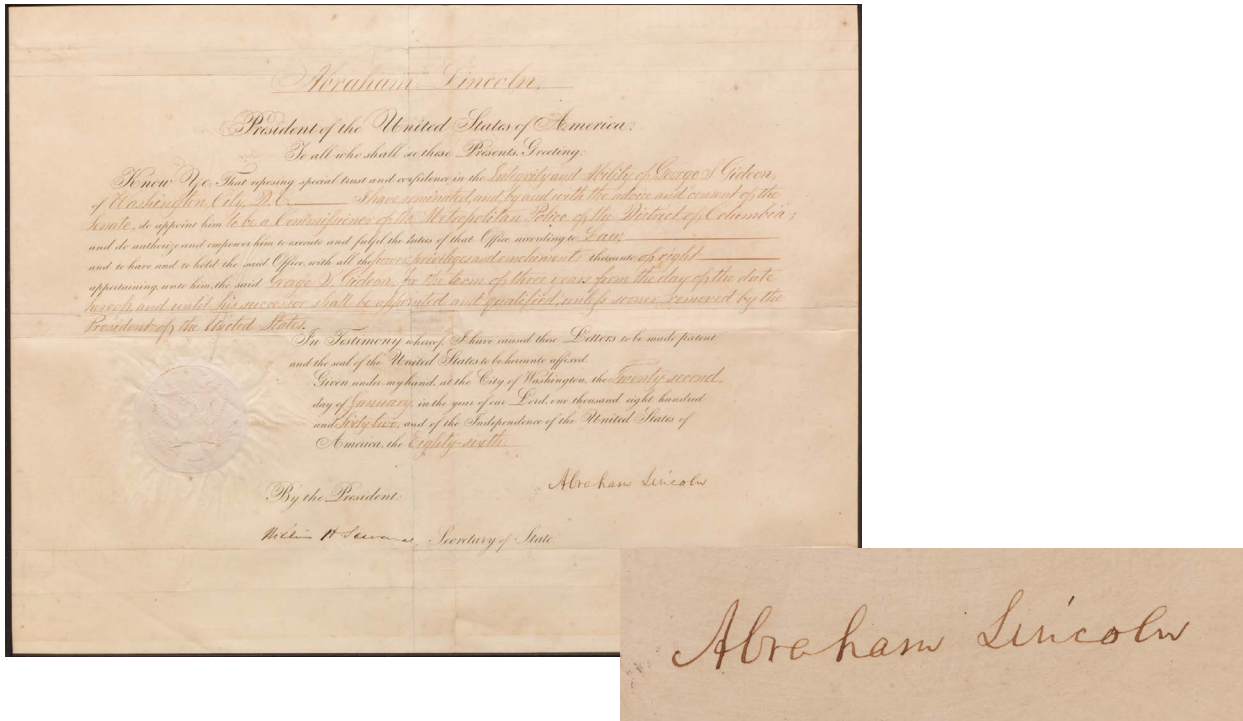 Abraham Lincoln.
President of the United States of America.
To all who shall see these Presents, Greeting:
Know Ye, That reposing special trust and confidence in the Integrity and Ability of George S. Gideon,
of Washington City, D.C. I have nominated, and by and with the advice and consent of the
Senate, do appoint him to be a Commissioner of the Metropolitan Police of the District of Columbia;
and do authorize and empower him to execute and fulfil the duties of that Office according to Law,
and to have and to hold the said Office, with all the powers, privileges and emoluments thereunto of right
appertaining, unto him, the said George S. Gideon, for the term of three years from the day of the date
hereof, and until his successor shall be appointed and qualified, unless sooner removed by the
President of the United States.
In Testimony whereof, I have caused these Letters to be made patent
and the seal of the United States to be hereunto affixed.
Given under my hand, at the City of Washington, the Twenty second
day of January, in the year of our Lord, one thousand eight hundred
and Sixty-two, and of the Independence of the United States of
America, the Eighty-sixth.
Abraham Lincoln
By the President:
William H Seward, Secretary of State
Abraham Lincoln